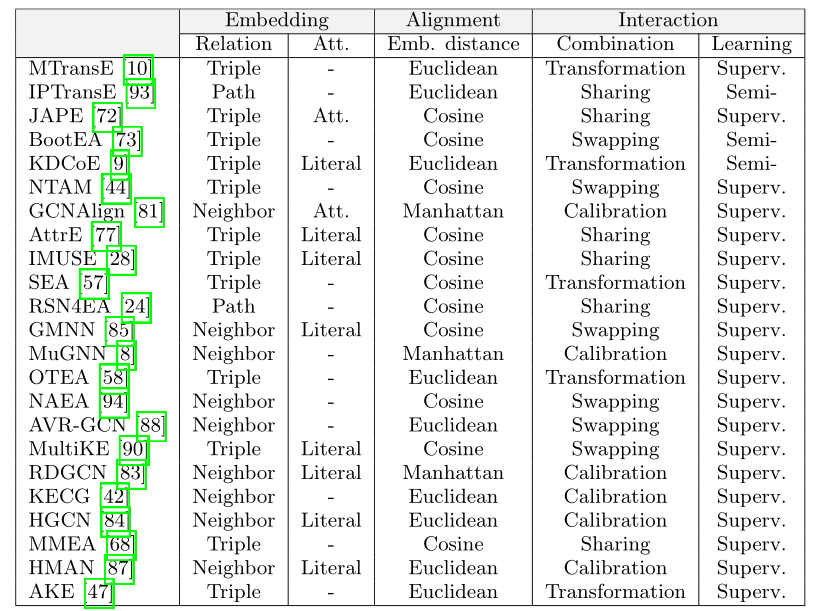 Embedding Alignment Interaction
Relation Att. Emb. distance Combination Learning
MTransE [10] Triple - Euclidean Transformation Superv.
IPTransE [93] Path - Euclidean Sharing Semi-
JAPE [72] Triple Att. Cosine Sharing Superv.
BootEA [73] Triple - Cosine Swapping Semi-
KDCoE [9] Triple Literal Euclidean Transformation Semi-
NTAM [44] Triple - Cosine Swapping Superv.
GCNAlign [81] Neighbor Att. Manhattan Calibration Superv.
AttrE [77] Triple Literal Cosine Sharing Superv.
IMUSE [28] Triple Literal Cosine Sharing Superv.
SEA [57] Triple - Cosine Transformation Superv.
RSN4EA [24] Path - Cosine Sharing Superv.
GMNN [85] Neighbor Literal Cosine Swapping Superv.
MuGNN [8] Neighbor - Manhattan Calibration Superv.
OTEA [58] Triple - Euclidean Transformation Superv.
NAEA [94] Neighbor - Cosine Swapping Superv.
AVR-GCN [88] Neighbor - Euclidean Swapping Superv.
MultiKE [90] Triple Literal Cosine Swapping Superv.
RDGCN [83] Neighbor Literal Manhattan Calibration Superv.
KECG [42] Neighbor - Euclidean Calibration Superv.
HGCN [84] Neighbor Literal Euclidean Calibration Superv.
MMEA [68] Triple - Cosine Sharing Superv.
HMAN [87] Neighbor Literal Euclidean Calibration Superv.
AKE [47] Triple - Euclidean Transformation Superv.